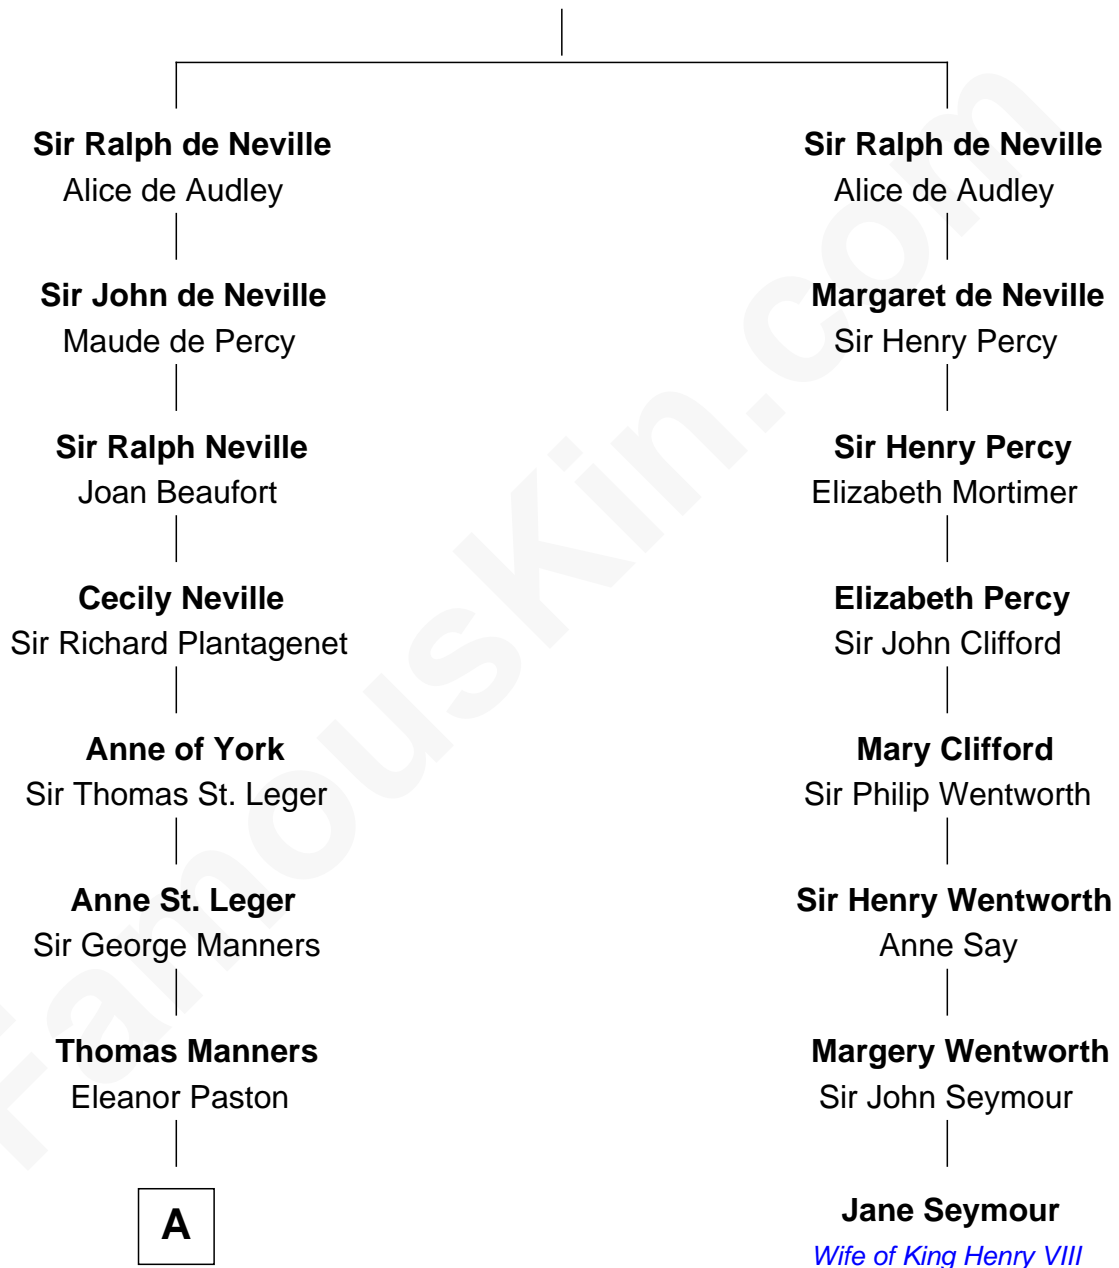 Sir Ralph de Neville
Alice de Audley
Sir John de Neville
Maude de Percy
Sir Ralph Neville
Joan Beaufort
Cecily Neville
Sir Richard Plantagenet
Anne of York
Sir Thomas St. Leger
Anne St. Leger
Sir George Manners
Thomas Manners
Eleanor Paston
A
Sir Ralph de Neville
Alice de Audley
Margaret de Neville
Sir Henry Percy
Sir Henry Percy
Elizabeth Mortimer
Elizabeth Percy
Sir John Clifford
Mary Clifford
Sir Philip Wentworth
Sir Henry Wentworth
Anne Say
Margery Wentworth
Sir John Seymour
Jane Seymour
Wife of King Henry VIII
FamousKin.com